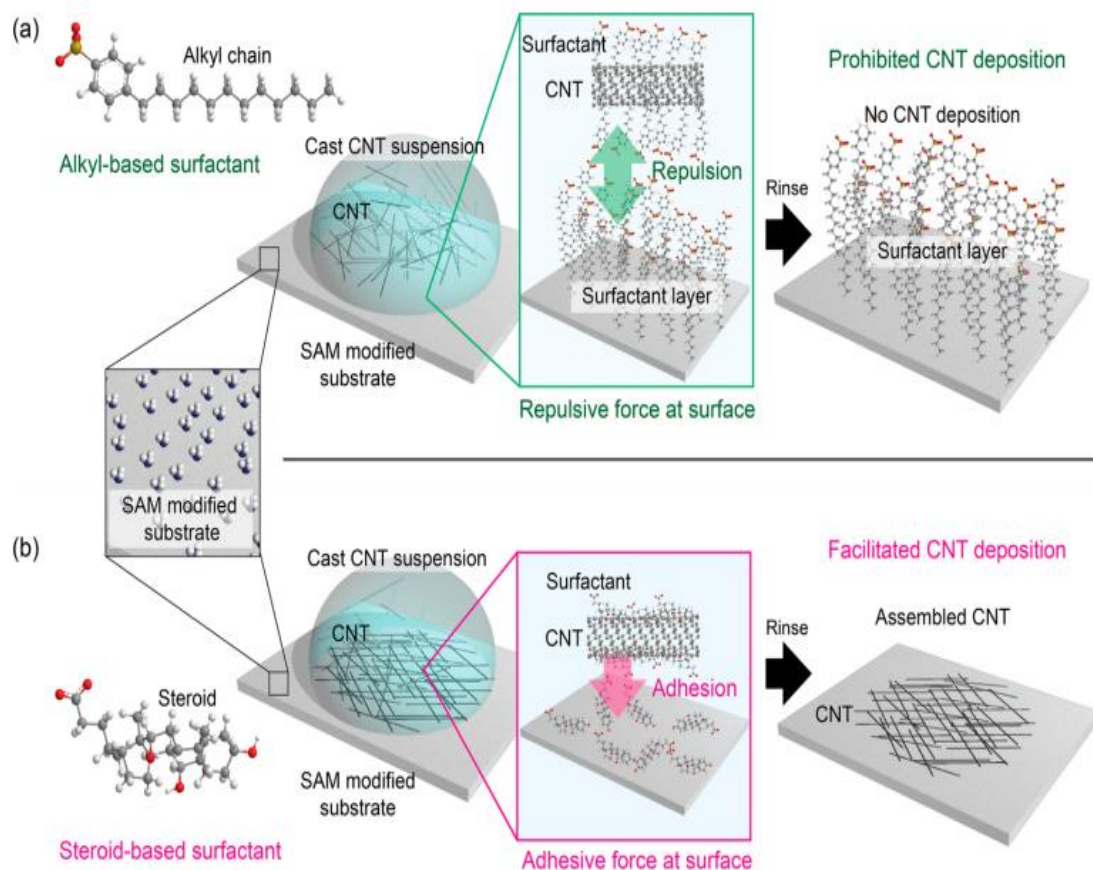 (a)
Alkyl chain
Alkyl-based surfactant
Cast CNT suspension
CNT
SAM modified
substrate
Surfactant
CNT
Repulsion
Surfactant layer
Repulsive force at surface
Rinse
Prohibited CNT deposition
No CNT deposition
Surfactant layer
SAM modified
substrate
(b)
Steroid
Steroid-based surfactant
Cast CNT suspension
CNT
SAM modified
substrate
Surfactant
CNT
Adhesion
Adhesive force at surface
Rinse
Facilitated CNT deposition
Assembled CNT
CNT